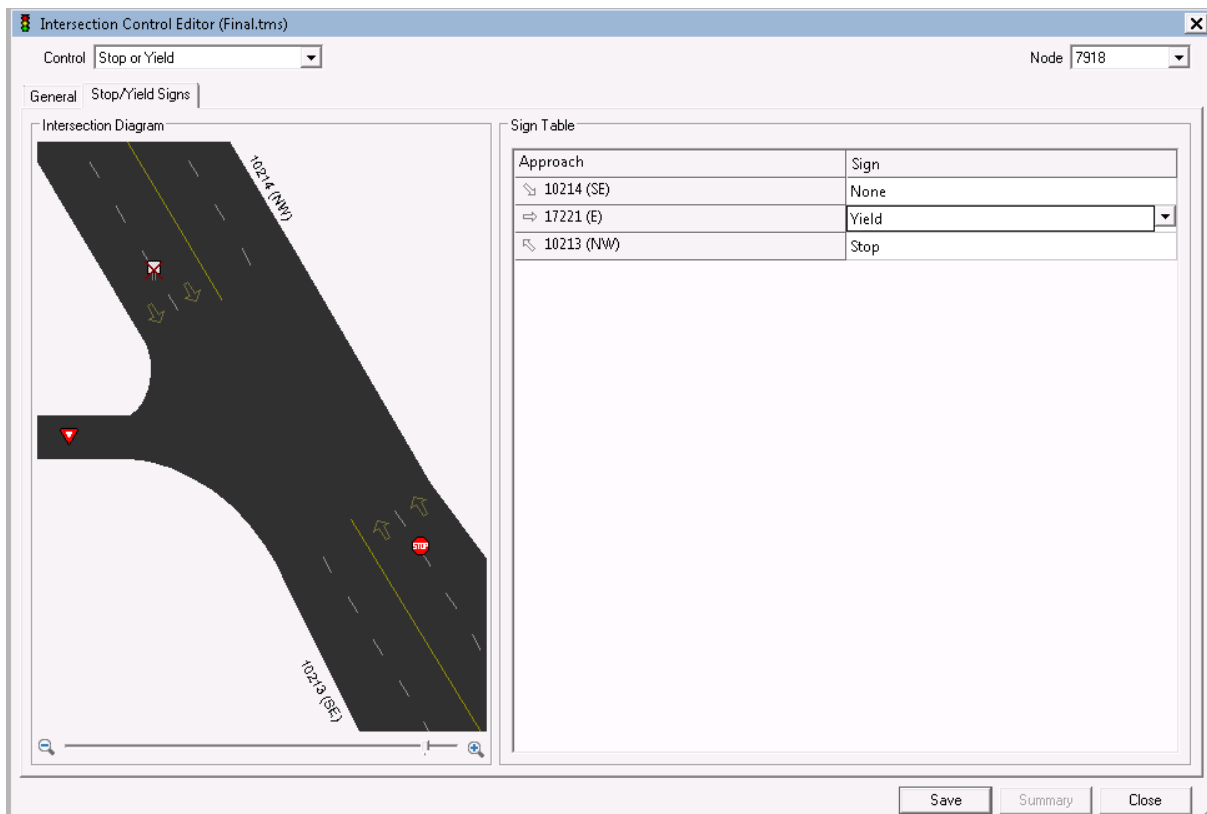 Intersection Control Editor (Final.tms)
Control Stop or Yield Node 7918
General Stop/Yield Signs
Intersection Diagram
10214 (NW)
STOP
10213 (SE)
Sign Table
Approach Sign
10214 (SE) None
17221 (E) Yield
10213 (NW) Stop
Save Summary Close